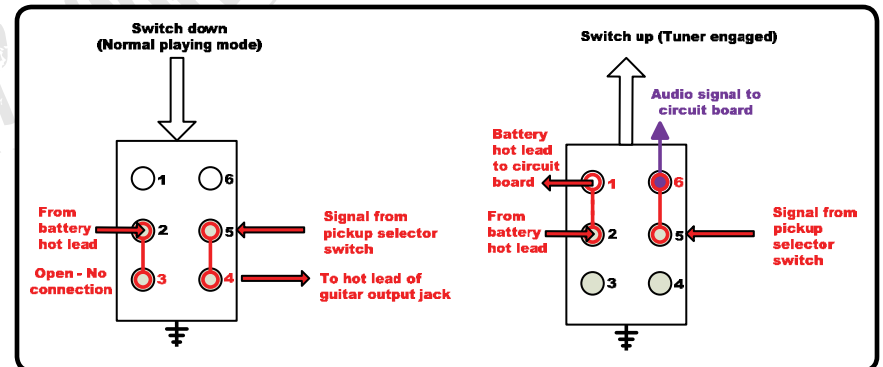 Switch down
(Normal playing mode)
1
6
From
battery
hot lead
2
5
Signal from
pickup selector
switch
Open - No
connection
3
4
To hot lead of
guitar output jack
Switch up (Tuner engaged)
Audio signal to
circuit board
Battery
hot lead
to circuit
board
1
6
From
battery
hot lead
2
5
Signal from
pickup
selector
switch
3
4